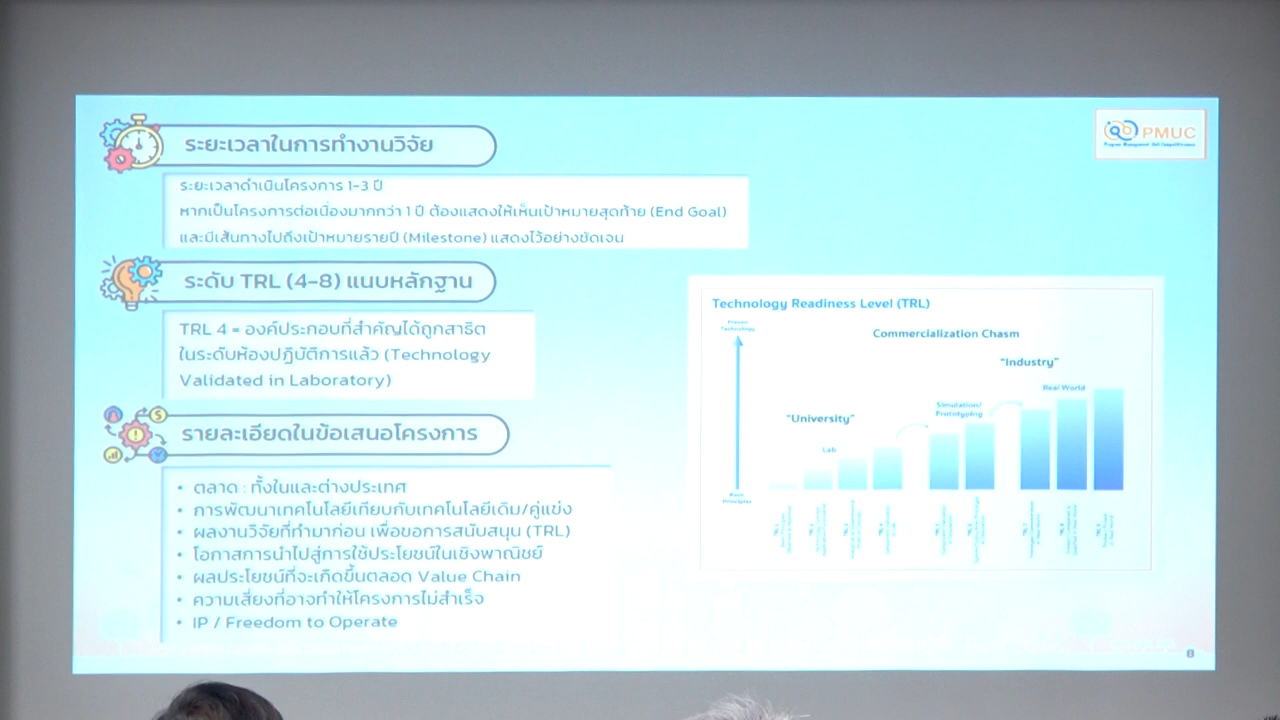 ระยะเวลาในการทำงานวิจัย
PMUC
ระยะเวลาดำเนินโครงการ 1-3 ปี
หากเป็นโครงการต่อเนื่องมากกว่า 1 ปี ต้องแสดงให้เห็นเป้าหมายสุดท้าย (End Goal)
และมีเส้นทางไปถึงเป้าหมายรายปี (Milestone) แสดงไว้อย่างชัดเจน
ระดับ TRL (4-8) แนบหลักฐาน
TRL 4 = องค์ประกอบที่สำคัญได้ถูกสาธิต
ในระดับห้องปฏิบัติการแล้ว (Technology
Validated in Laboratory)
รายละเอียดในข้อเสนอโครงการ
• ตลาด : ทั้งในและต่างประเทศ
• การพัฒนาเทคโนโลยีเทียบกับเทคโนโลยีเดิม/คู่แข่ง
• ผลงานวิจัยที่ทำมาก่อน เพื่อขอการสนับสนุน (TRL)
• โอกาสการนำไปสู่การใช้ประโยชน์ในเชิงพาณิชย์
• ผลประโยชน์ที่จะเกิดขึ้นตลอด Value Chain
• ความเสี่ยงที่อาจทำให้โครงการไม่สำเร็จ
• IP / Freedom to Operate
Technology Readiness Level (TRL)
Proven
Technology
Commercialization Chasm
"Industry"
Real World
Simulation/
Prototyping
"University"
Lab
Basic
Principles
8